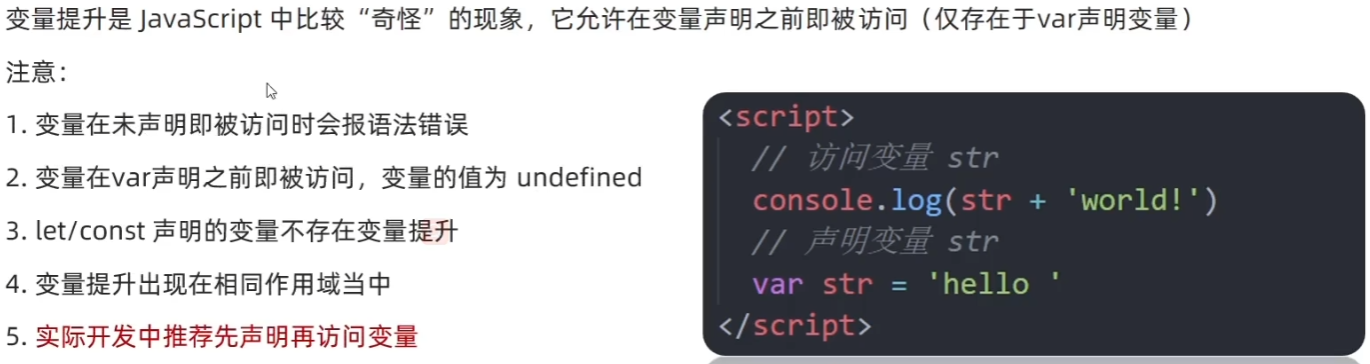 变量提升是 JavaScript 中比较“奇怪”的现象，它允许在变量声明之前即被访问（仅存在于var声明变量）
注意：
1. 变量在未声明即被访问时会报语法错误
2. 变量在var声明之前即被访问，变量的值为 undefined
3. let/const 声明的变量不存在变量提升
4. 变量提升出现在相同作用域当中
5. 实际开发中推荐先声明再访问变量
<script>
// 访问变量 str
console.log(str + 'world!')
// 声明变量 str
var str = 'hello '
</script>